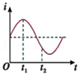 i
O t₁ t₂ t